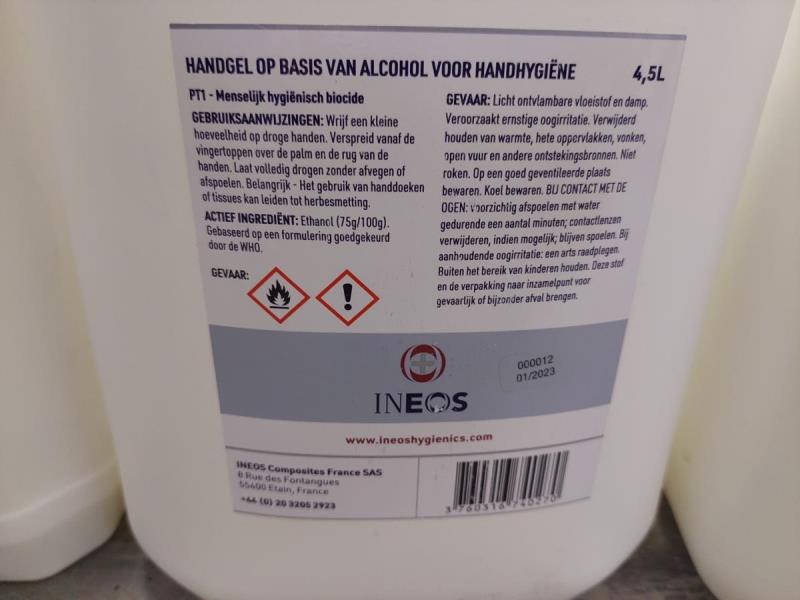 HANDGEL OP BASIS VAN ALCOHOL VOOR HANDHYGIËNE
4,5L
PT1 - Menselijk hygiënisch biocide
GEBRUIKSAANWIJZINGEN: Wrijf een kleine
hoeveelheid op droge handen. Verspreid vanaf de
vingertoppen over de palm en de rug van de
handen. Laat volledig drogen zonder afvegen of
afspoelen. Belangrijk - Het gebruik van handdoeken
of tissues kan leiden tot herbesmetting.
ACTIEF INGREDIËNT: Ethanol (75g/100g).
Gebaseerd op een formulering goedgekeurd
door de WHO.
GEVAAR:
GEVAAR: Licht ontvlambare vloeistof en damp.
Veroorzaakt ernstige oogirritatie. Verwijderd
houden van warmte, hete oppervlakken, vonken,
open vuur en andere ontstekingsbronnen. Niet
roken. Op een goed geventileerde plaats
bewaren. Koel bewaren. BIJ CONTACT MET DE
OGEN: voorzichtig afspoelen met water
gedurende een aantal minuten; contactlenzen
verwijderen, indien mogelijk; blijven spoelen. Bij
aanhoudende oogirritatie: een arts raadplegen.
Buiten het bereik van kinderen houden. Deze stof
en de verpakking naar inzamelpunt voor
gevaarlijk of bijzonder afval brengen.
000012
01/2023
INEOS
www.ineoshygienics.com
INEOS Composites France SAS
8 Rue des Fontangues
55400 Etain, France
+44 (0) 20 3205 2923
3 760316 740270